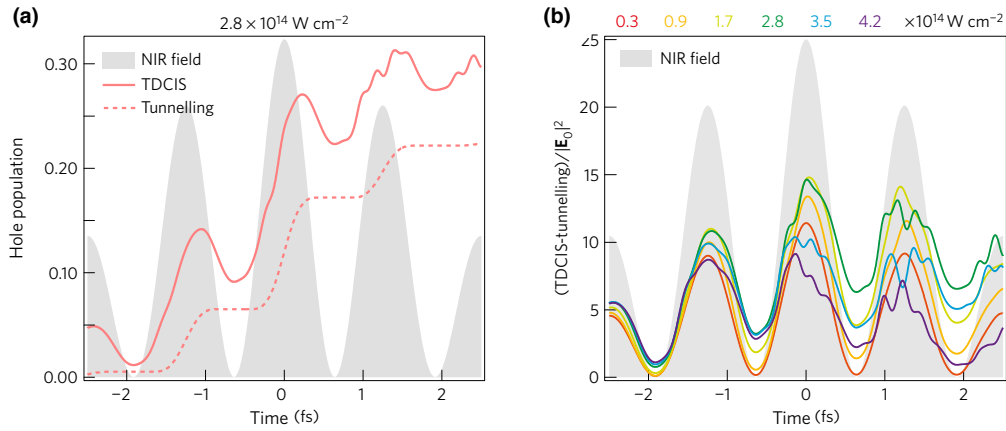 (a)
2.8 × 10¹⁴ W cm⁻²
NIR field
TDCIS
Tunnelling
Hole population
0.30
0.20
0.10
0.00
−2
−1
0
1
2
Time (fs)
(b)
0.3 0.9 1.7 2.8 3.5 4.2 ×10¹⁴ W cm⁻²
NIR field
(TDCIS-tunnelling)/|E₀|²
25
20
15
10
5
0
−2
−1
0
1
2
Time (fs)